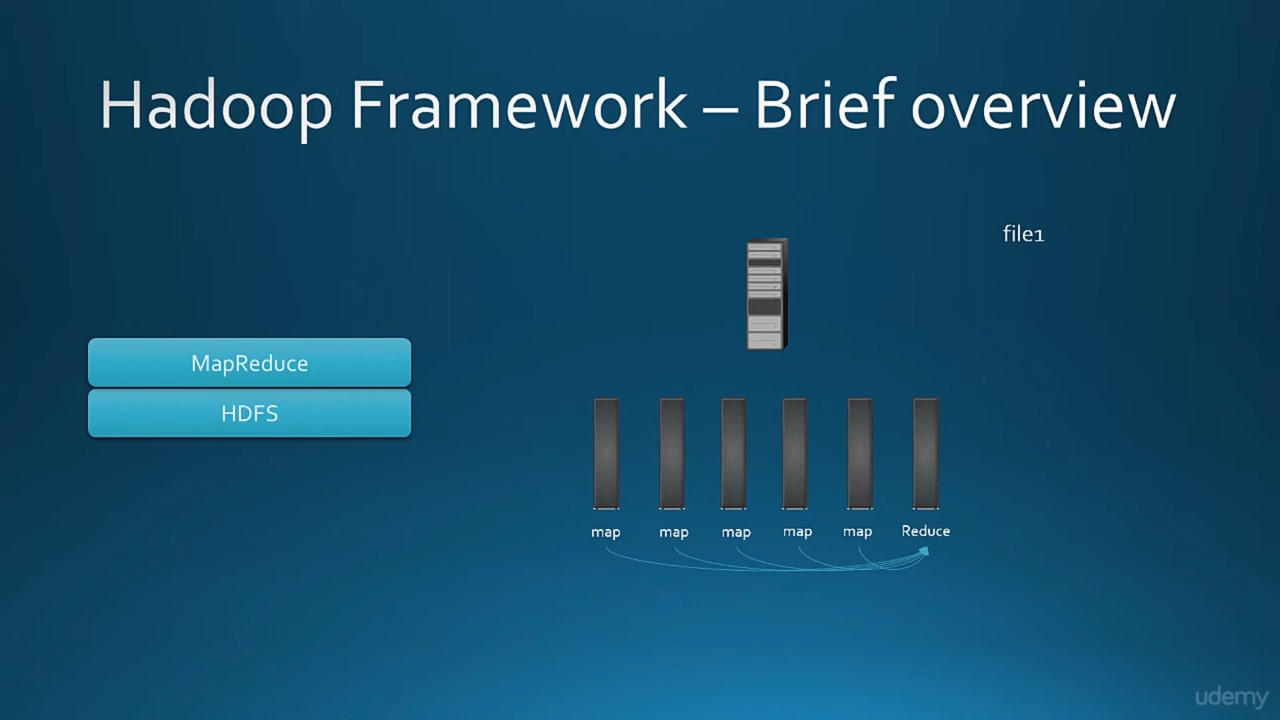 Hadoop Framework – Brief overview
file1
MapReduce
HDFS
map map map map map Reduce
udemy